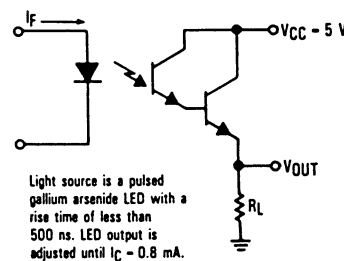 IF
VCC - 5 V
VOUT
RL
Light source is a pulsed
gallium arsenide LED with a
rise time of less than
500 ns. LED output is
adjusted until IC = 0.8 mA.